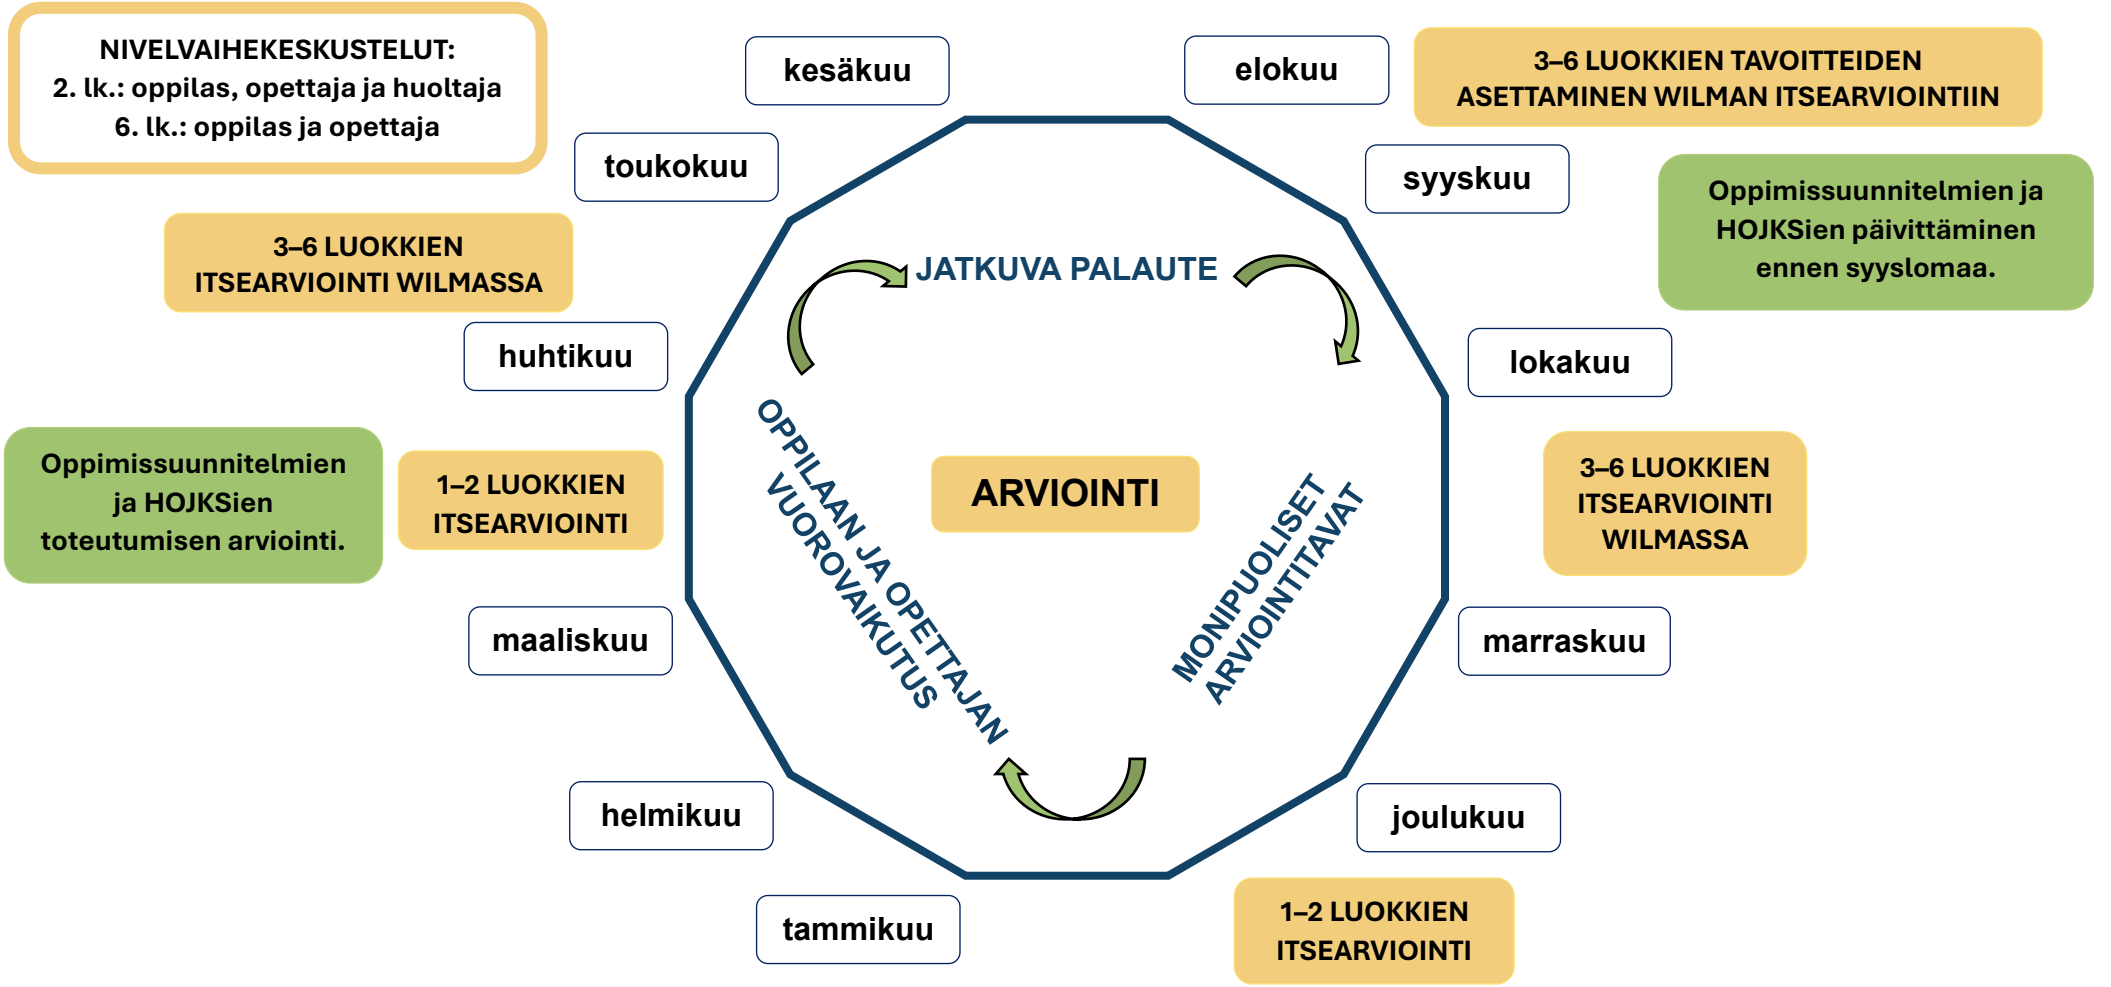 NIVELVAIHEKESKUSTELUT:
2. lk.: oppilas, opettaja ja huoltaja
6. lk.: oppilas ja opettaja
kesäkuu
elokuu
3–6 LUOKKIEN TAVOITTEIDEN
ASETTAMINEN WILMAN ITSEARVIOINTIIN
toukokuu
syyskuu
Oppimissuunnitelmien ja
HOJKSien päivittäminen
ennen syyslomaa.
3–6 LUOKKIEN
ITSEARVIOINTI WILMASSA
JATKUVA PALAUTE
huhtikuu
lokakuu
Oppimissuunnitelmien
ja HOJKSien
toteutumisen arviointi.
1–2 LUOKKIEN
ITSEARVIOINTI
OPPILAAN JA OPETTAJAN
VUOROVAIKUTUS
ARVIOINTI
MONIPUOLISET
ARVIOINTITAVAT
3–6 LUOKKIEN
ITSEARVIOINTI
WILMASSA
maaliskuu
marraskuu
helmikuu
joulukuu
tammikuu
1–2 LUOKKIEN
ITSEARVIOINTI